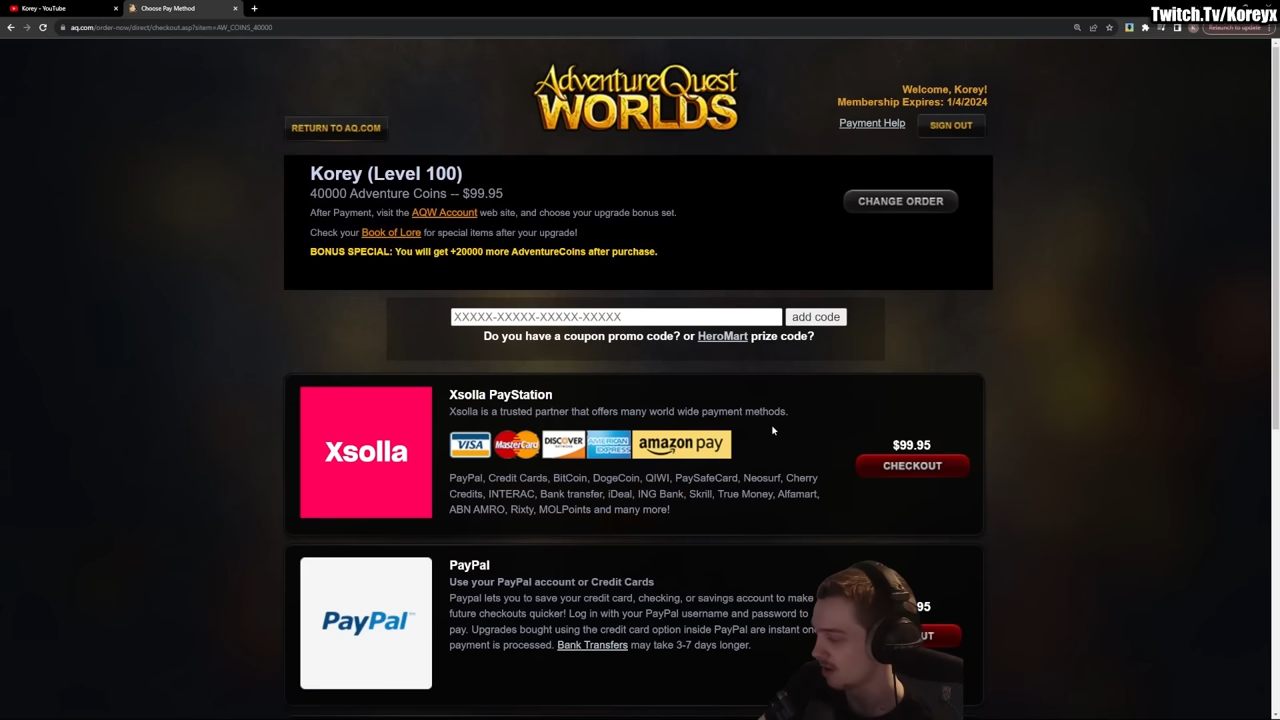 Korey - YouTube
Choose Pay Method
Twitch.Tv/Koreyx
aq.com/order-now/direct/checkout.asp?sitem=AW_COINS_40000
Relaunch to update
AdventureQuest
WORLDS
Welcome, Korey!
Membership Expires: 1/4/2024
RETURN TO AQ.COM
Payment Help
SIGN OUT
Korey (Level 100)
40000 Adventure Coins -- $99.95
CHANGE ORDER
After Payment, visit the AQW Account web site, and choose your upgrade bonus set.
Check your Book of Lore for special items after your upgrade!
BONUS SPECIAL: You will get +20000 more AdventureCoins after purchase.
XXXXX-XXXXX-XXXXX-XXXXX
add code
Do you have a coupon promo code? or HeroMart prize code?
Xsolla
Xsolla PayStation
Xsolla is a trusted partner that offers many world wide payment methods.
VISA MasterCard DISCOVER AMERICAN EXPRESS amazon pay
$99.95
CHECKOUT
PayPal, Credit Cards, BitCoin, DogeCoin, QIWI, PaySafeCard, Neosurf, Cherry
Credits, INTERAC, Bank transfer, iDeal, ING Bank, Skrill, True Money, Alfamart,
ABN AMRO, Rixty, MOLPoints and many more!
PayPal
PayPal
Use your PayPal account or Credit Cards
Paypal lets you to save your credit card, checking, or savings account to make
future checkouts quicker! Log in with your PayPal username and password to
pay. Upgrades bought using the credit card option inside PayPal are instant
payment is processed. Bank Transfers may take 3-7 days longer.
95
UT